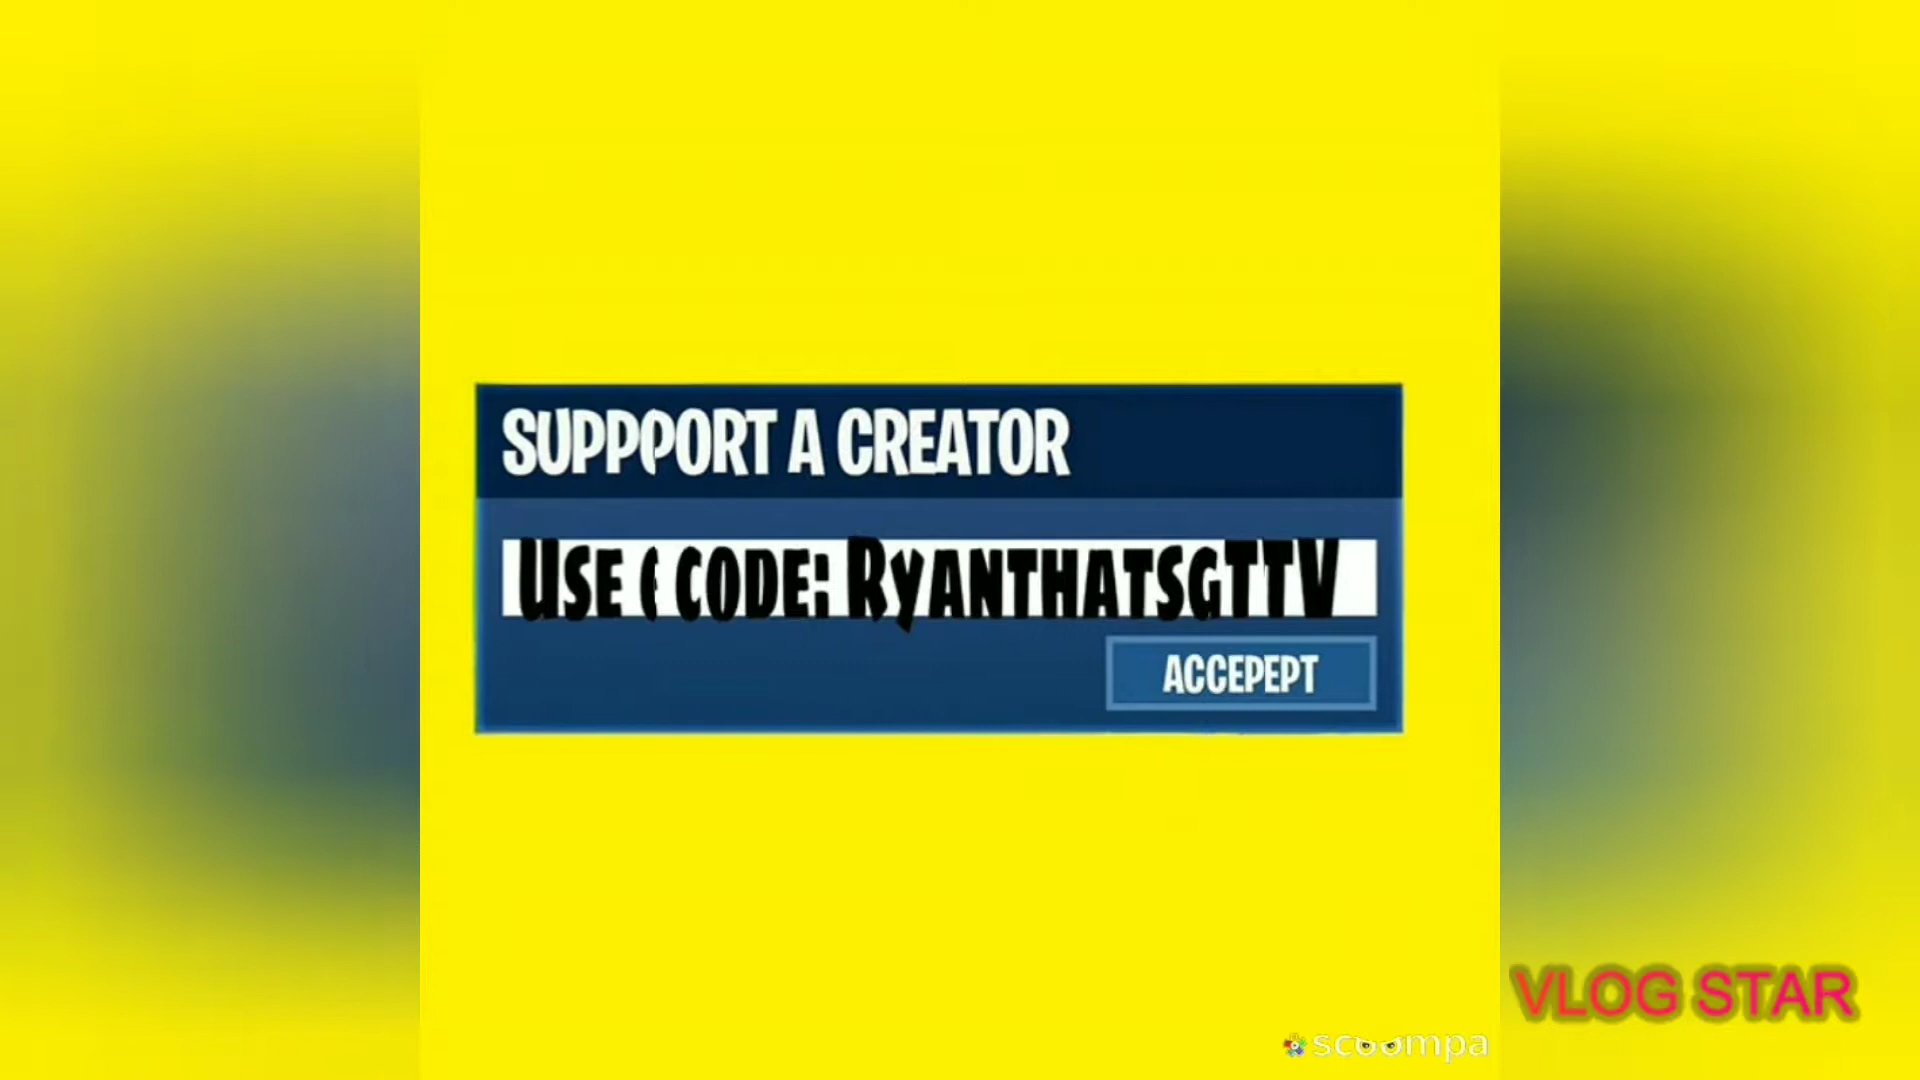 SUPPPORT A CREATOR
USE C CODE: RYANTHATSGTTV
ACCEPEPT
VLOG STAR
scoompa